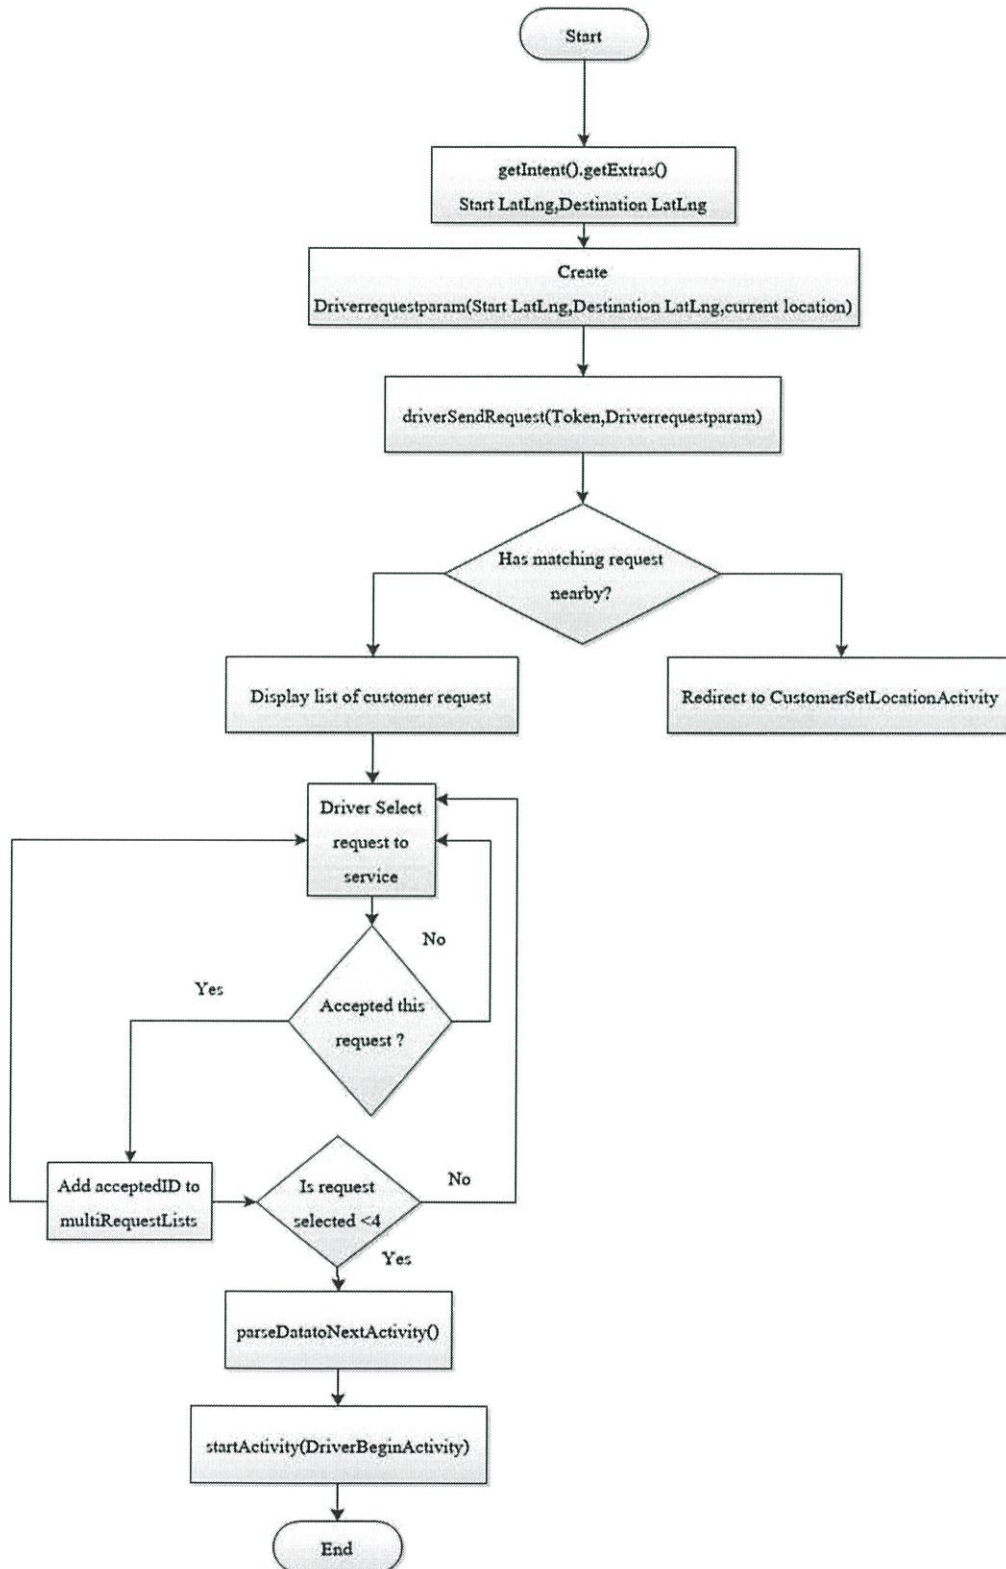 Start
getIntent().getExtras()
Start LatLng,Destination LatLng
Create
Driverrequestparam(Start LatLng,Destination LatLng,current location)
driverSendRequest(Token,Driverrequestparam)
Has matching request
nearby?
Display list of customer request
Redirect to CustomerSetLocationActivity
Driver Select
request to
service
No
Yes
Accepted this
request ?
Add acceptedID to
multiRequestLists
Is request
selected <4
No
Yes
parseDatatoNextActivity()
startActivity(DriverBeginActivity)
End